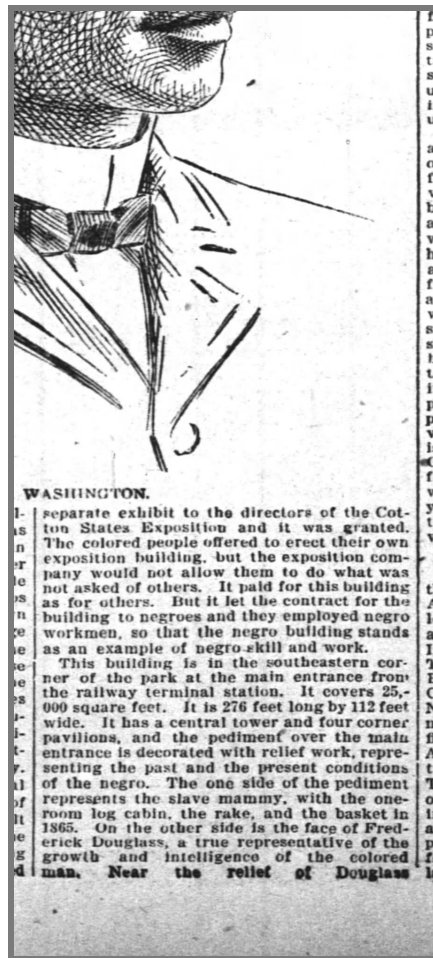 WASHINGTON.
separate exhibit to the directors of the Cot-
ton States Exposition and it was granted.
The colored people offered to erect their own
exposition building, but the exposition com-
pany would not allow them to do what was
not asked of others. It paid for this building
as for others. But it let the contract for the
building to negroes and they employed negro
workmen, so that the negro building stands
as an example of negro skill and work.
This building is in the southeastern cor-
ner of the park at the main entrance from
the railway terminal station. It covers 25,-
000 square feet. It is 276 feet long by 112 feet
wide. It has a central tower and four corner
pavilions, and the pediment over the main
entrance is decorated with relief work, repre-
senting the past and the present conditions
of the negro. The one side of the pediment
represents the slave mammy, with the one-
room log cabin, the rake, and the basket in
1865. On the other side is the face of Fred-
erick Douglass, a true representative of the
growth and intelligence of the colored
man. Near the relief of Douglass